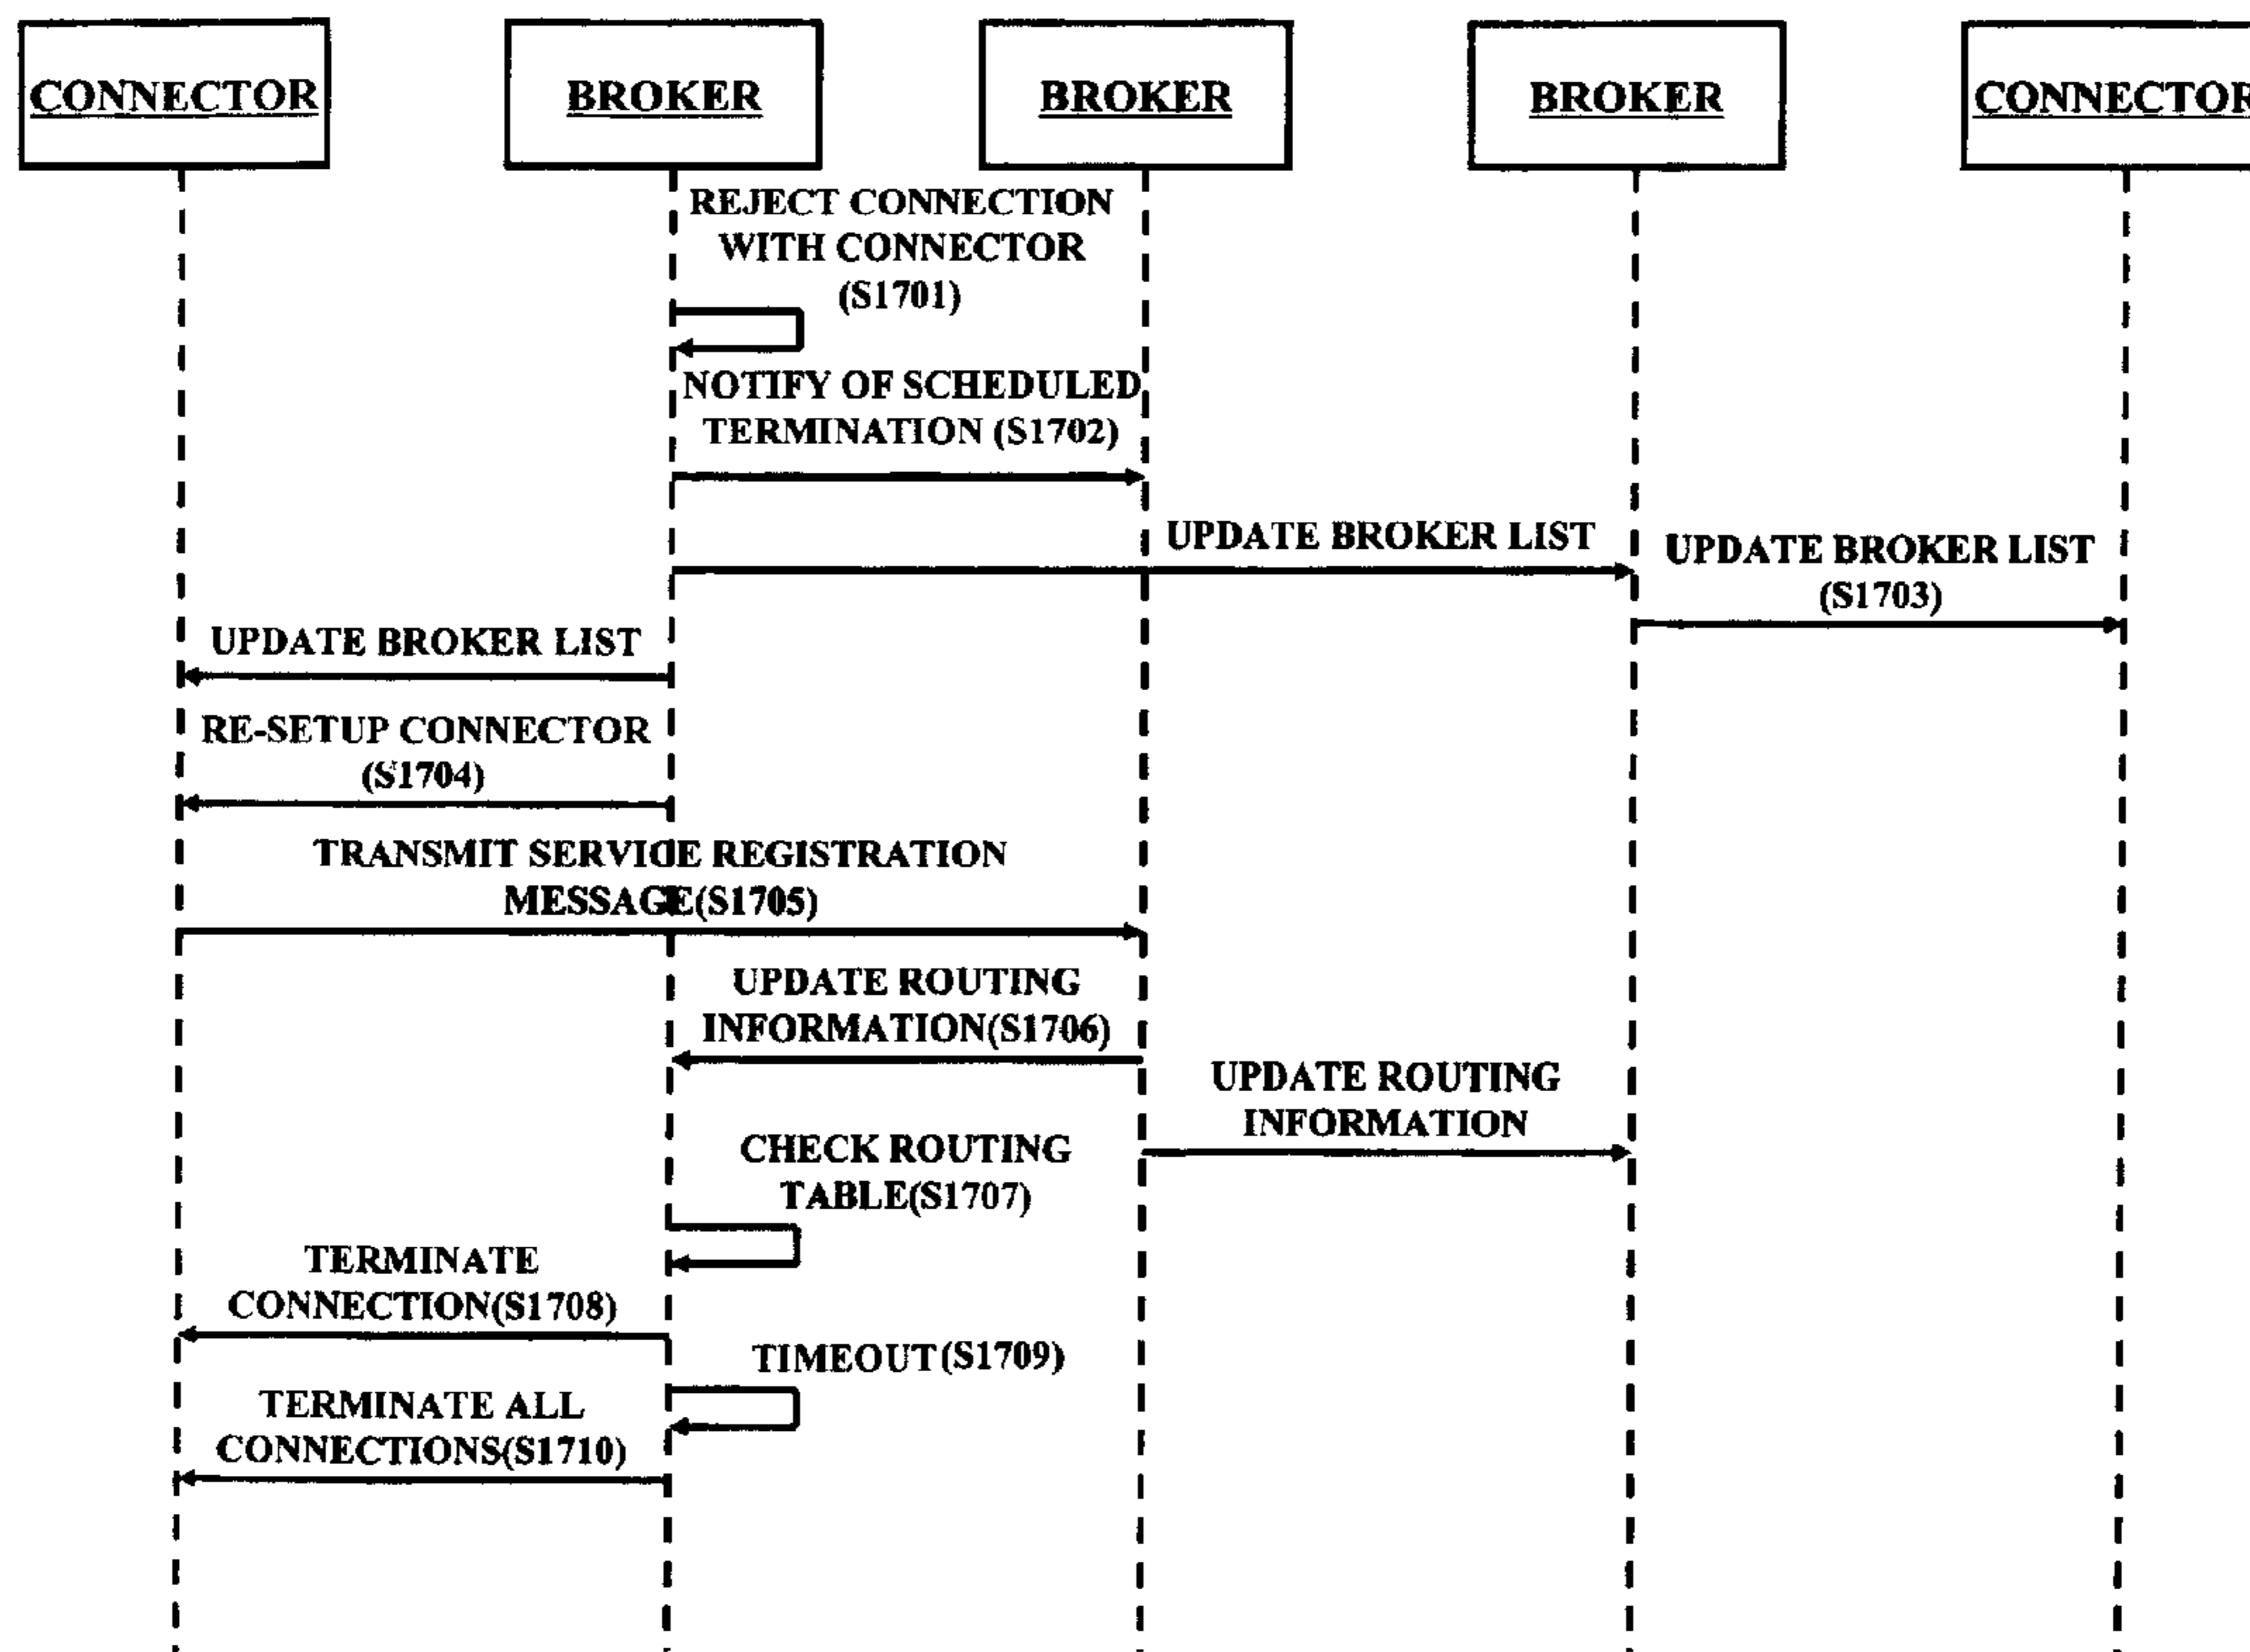 CONNECTOR
BROKER
BROKER
BROKER
CONNECTOR
REJECT CONNECTION
WITH CONNECTOR
(S1701)
NOTIFY OF SCHEDULED
TERMINATION (S1702)
UPDATE BROKER LIST
UPDATE BROKER LIST
(S1703)
UPDATE BROKER LIST
RE-SETUP CONNECTOR
(S1704)
TRANSMIT SERVICE REGISTRATION
MESSAGE(S1705)
UPDATE ROUTING
INFORMATION(S1706)
UPDATE ROUTING
INFORMATION
CHECK ROUTING
TABLE(S1707)
TERMINATE
CONNECTION(S1708)
TIMEOUT(S1709)
TERMINATE ALL
CONNECTIONS(S1710)